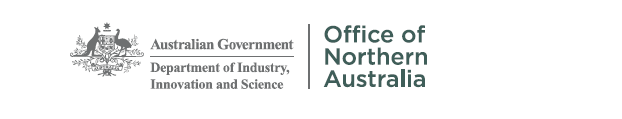 Australian Government
Department of Industry,
Innovation and Science
Office of
Northern
Australia